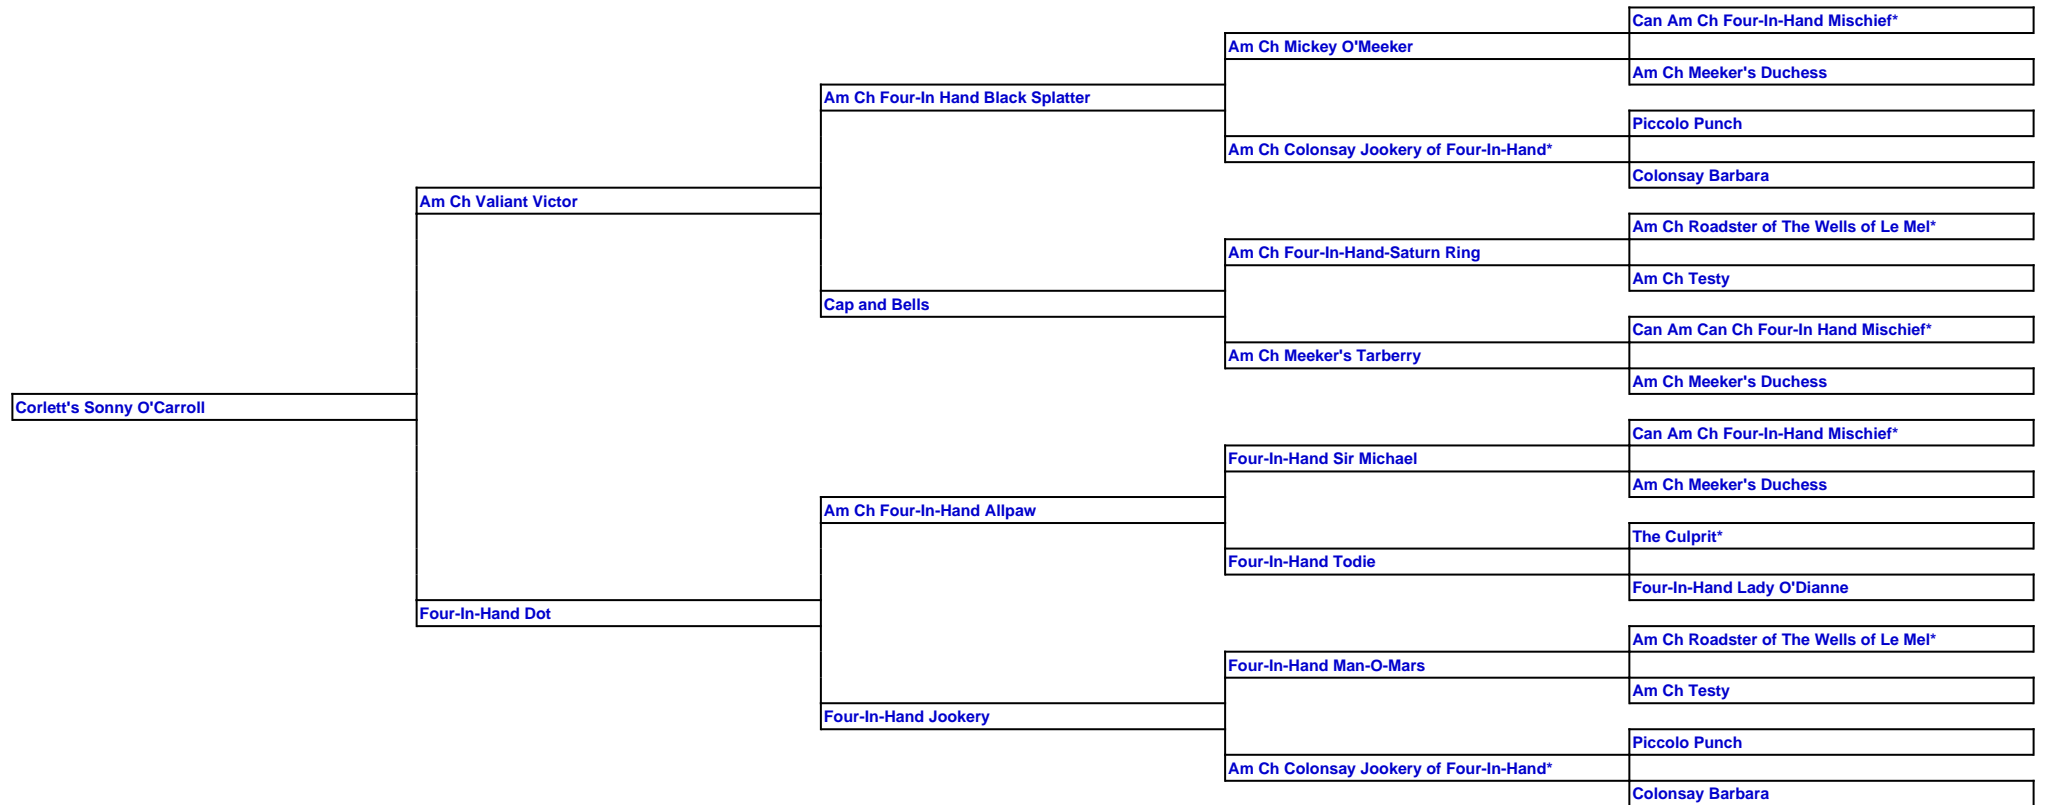 Can Am Ch Four-In-Hand Mischief*
Am Ch Mickey O'Meeker
Am Ch Meeker's Duchess
Am Ch Four-In Hand Black Splatter
Piccolo Punch
Am Ch Colonsay Jookery of Four-In-Hand*
Colonsay Barbara
Am Ch Valiant Victor
Am Ch Roadster of The Wells of Le Mel*
Am Ch Four-In-Hand-Saturn Ring
Am Ch Testy
Cap and Bells
Can Am Can Ch Four-In Hand Mischief*
Am Ch Meeker's Tarberry
Am Ch Meeker's Duchess
Corlett's Sonny O'Carroll
Can Am Ch Four-In-Hand Mischief*
Four-In-Hand Sir Michael
Am Ch Meeker's Duchess
Am Ch Four-In-Hand Allpaw
The Culprit*
Four-In-Hand Todie
Four-In-Hand Lady O'Dianne
Four-In-Hand Dot
Am Ch Roadster of The Wells of Le Mel*
Four-In-Hand Man-O-Mars
Am Ch Testy
Four-In-Hand Jookery
Piccolo Punch
Am Ch Colonsay Jookery of Four-In-Hand*
Colonsay Barbara